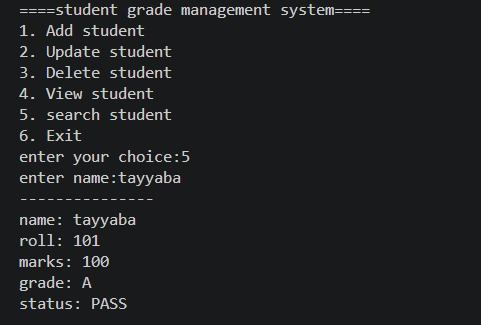 ====student grade management system====
1. Add student
2. Update student
3. Delete student
4. View student
5. search student
6. Exit
enter your choice:5
enter name:tayyaba
---------------
name: tayyaba
roll: 101
marks: 100
grade: A
status: PASS